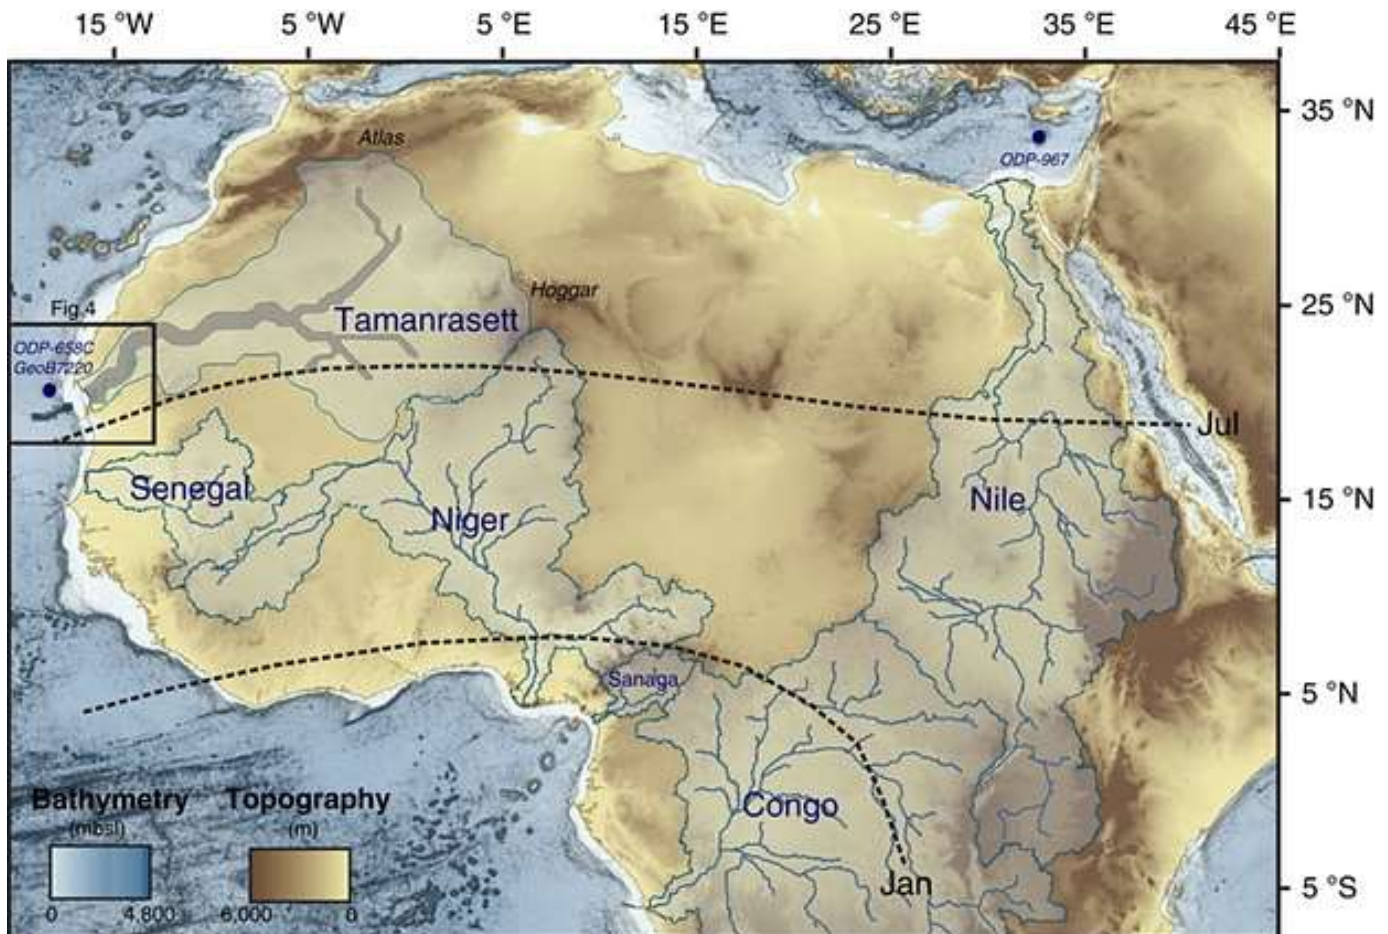 15 °W 5 °W 5 °E 15 °E 25 °E 35 °E 45 °E
35 °N
Atlas
ODP-967
Hoggar
25 °N
Fig.4
Tamanrasett
ODP-658C
GeoB7220
Jul
Senegal
Nile
15 °N
Niger
Sanaga
5 °N
Bathymetry Topography
(mbsl) (m)
Congo
Jan
5 °S
0 4,800 6,000 0